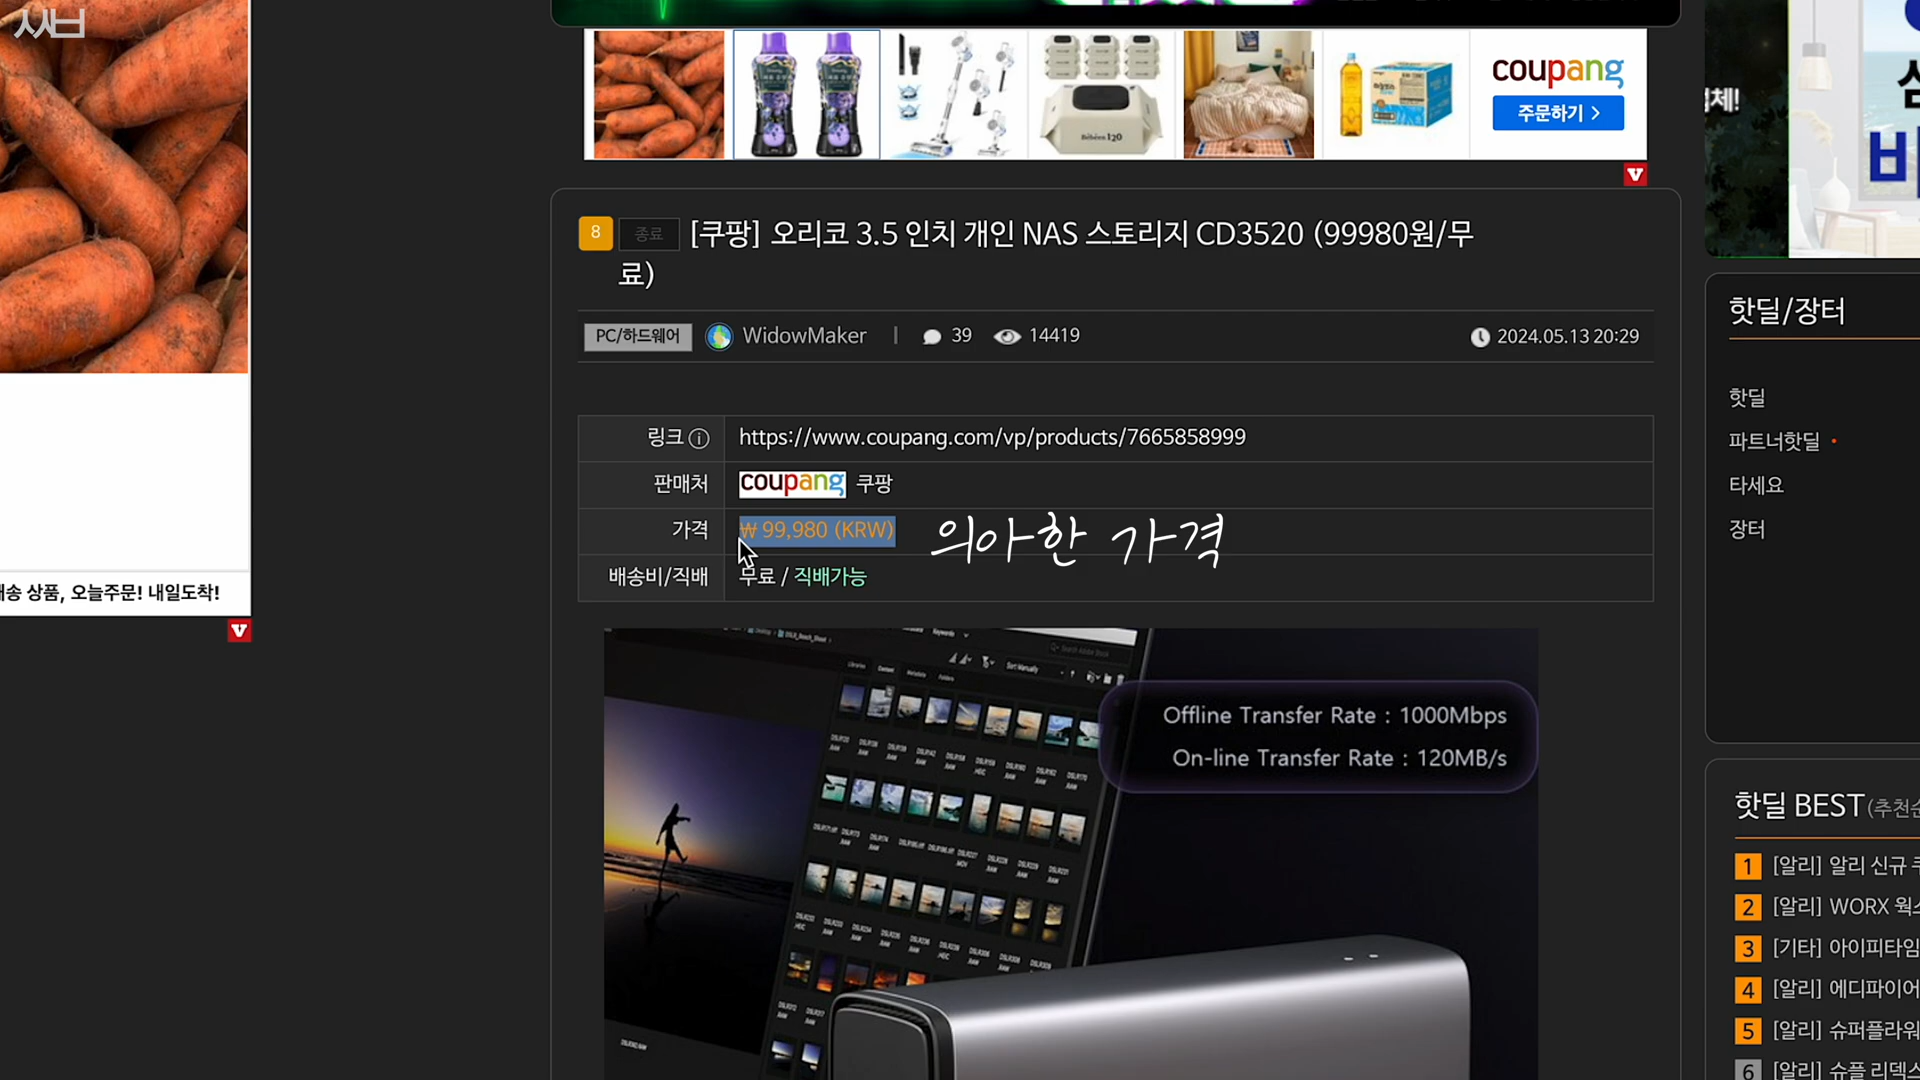 쓰브
coupang
주문하기 >
Bebéen 120
체!
8 종료 [쿠팡] 오리코 3.5 인치 개인 NAS 스토리지 CD3520 (99980원/무
료)
PC/하드웨어 WidowMaker | 39 14419 2024.05.13 20:29
링크 https://www.coupang.com/vp/products/7665858999
판매처 coupang 쿠팡
가격 ₩ 99,980 (KRW) 의아한 가격
배송비/직배 무료 / 직배가능
상품, 오늘주문! 내일도착!
Offline Transfer Rate : 1000Mbps
On-line Transfer Rate : 120MB/s
핫딜/장터
핫딜
파트너핫딜
타세요
장터
핫딜 BEST
1 [알리] 알리 신규
2 [알리] WORX
3 [기타] 아이피타임
4 [알리] 에디파이어
5 [알리] 슈퍼플라워
6 [알리] 슈플 리덱스